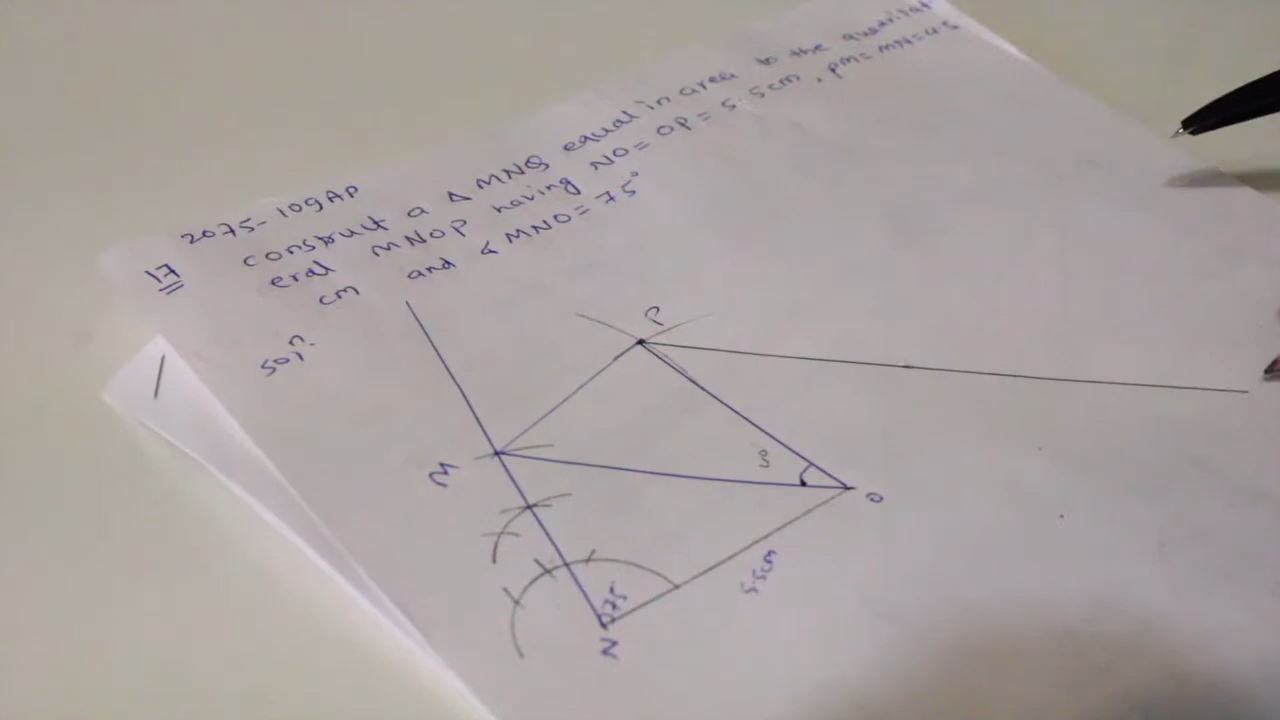 2075-109AP
17 construct a Δ MNQ equal in area to the quadrilat
eral MNOP having NO = OP = 5.5cm, PM = MN = 4.5
cm and ∠MNO = 75°
P
M
O
5.5cm
75
N